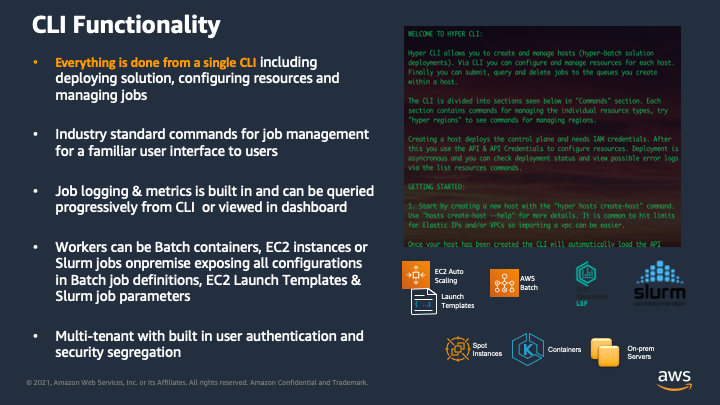 CLI Functionality
• Everything is done from a single CLI including
deploying solution, configuring resources and
managing jobs
• Industry standard commands for job management
for a familiar user interface to users
• Job logging & metrics is built in and can be queried
progressively from CLI or viewed in dashboard
• Workers can be Batch containers, EC2 instances or
Slurm jobs onpremise exposing all configurations
in Batch job definitions, EC2 Launch Templates &
Slurm job parameters
• Multi-tenant with built in user authentication and
security segregation
WELCOME TO HYPER CLI:
Hyper CLI allows you to create and manage hosts (hyper-batch solution
deployments). Via CLI you can configure and manage resources for each host.
Finally you can submit, query and delete jobs to the queues you create
within a host.
The CLI is divided into sections seen below in "Commands" section. Each
section contains commands for managing the individual resource types, try
"hyper regions" to see commands for managing regions.
Creating a host deploys the control plane and needs IAM credentials. After
this you use the API & API Credentials to configure resources. Deployment is
asyncronous and you can check deployment status and view possible error logs
via the list resources commands.
GETTING STARTED:
1. Start by creating a new host with the "hyper hosts create-host" command.
Use "hosts create-host --help" for more details. It is common to hit limits
for Elastic IPs and/or VPCs so importing a vpc can be easier.
Once your host has been created the CLI will automatically load the API
EC2 Auto
Scaling
Launch
Templates
AWS
Batch
LSF
slurm
workload manager
Spot
Instances
Containers
On-prem
Servers
© 2021, Amazon Web Services, Inc. or its Affiliates. All rights reserved. Amazon Confidential and Trademark.
aws